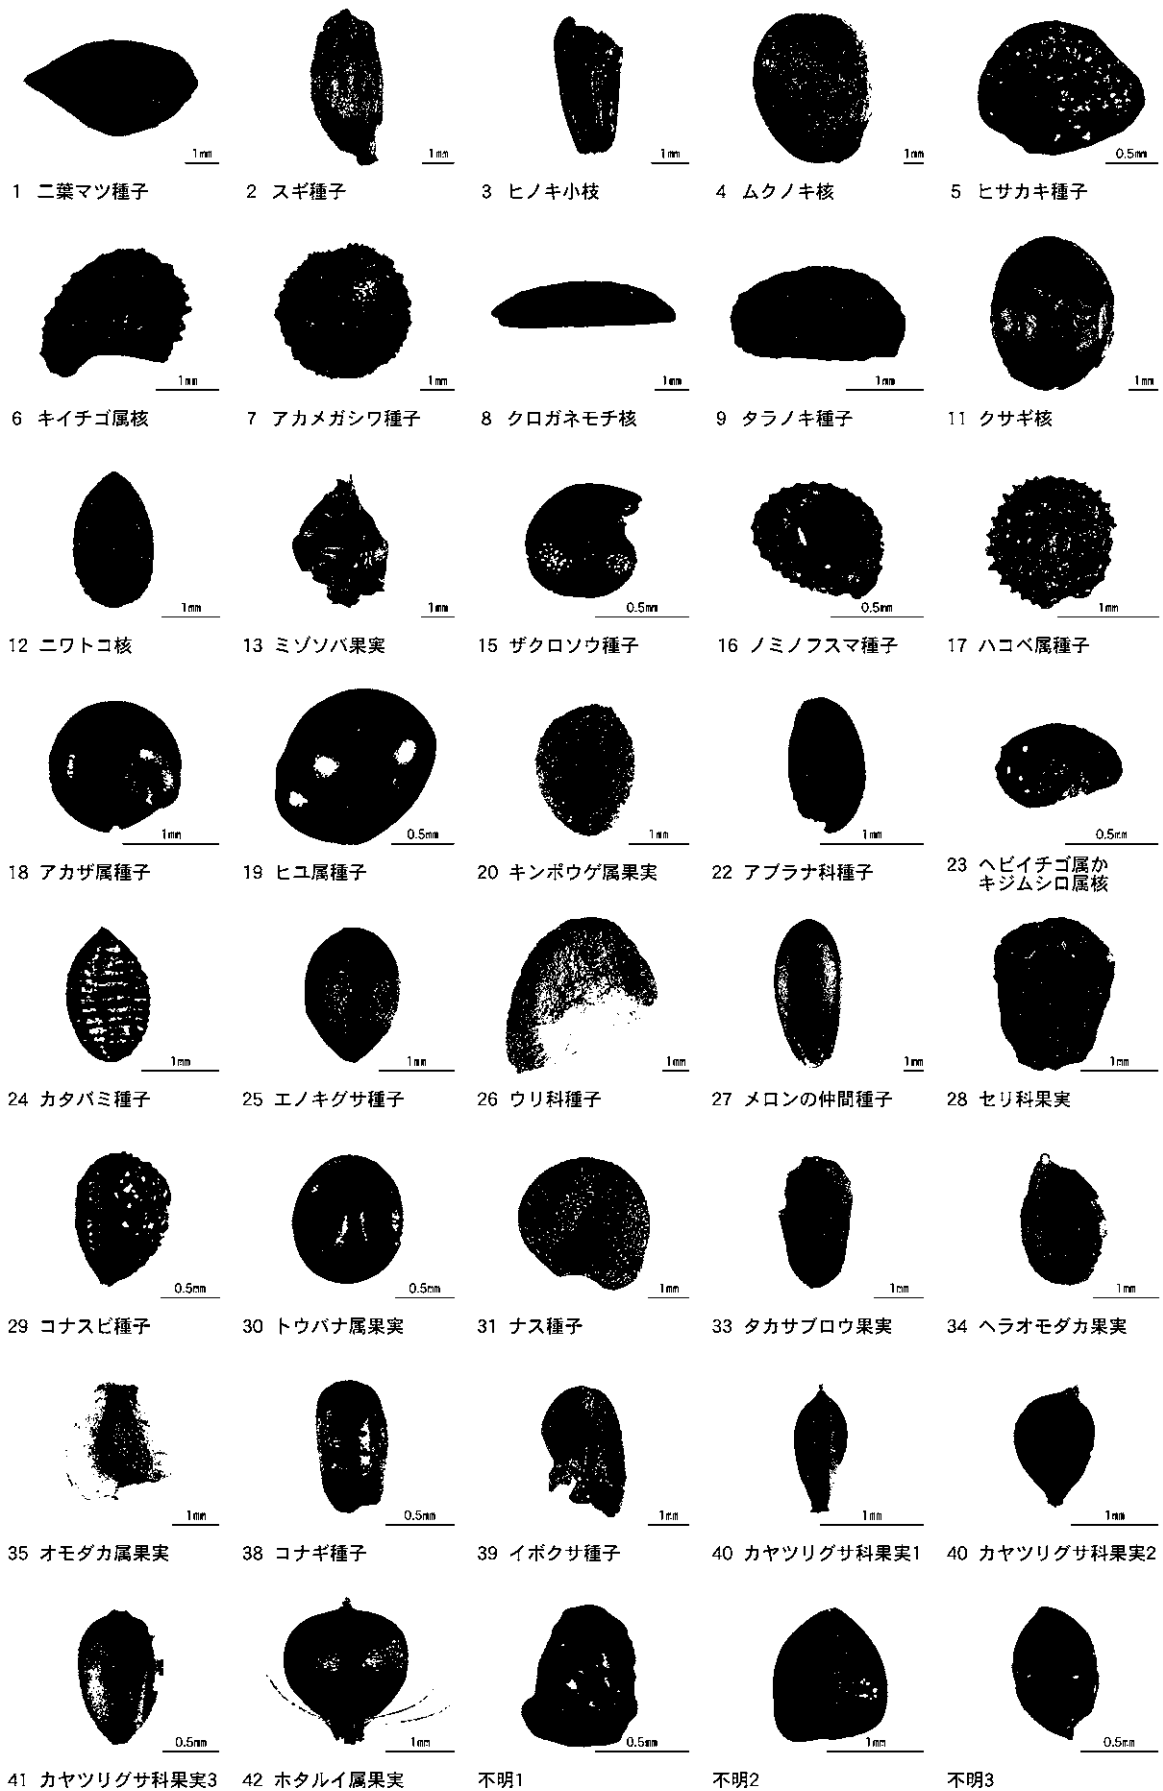 1mm 1mm 1mm 1mm 0.5mm
1 二葉マツ種子 2 スギ種子 3 ヒノキ小枝 4 ムクノキ核 5 ヒサカキ種子
1mm 1mm 1mm 1mm 1mm
6 キイチゴ属核 7 アカメガシワ種子 8 クロガネモチ核 9 タラノキ種子 11 クサギ核
1mm 1mm 0.5mm 0.5mm 1mm
12 ニワトコ核 13 ミゾソバ果実 15 ザクロソウ種子 16 ノミノフスマ種子 17 ハコベ属種子
1mm 0.5mm 1mm 1mm 0.5mm
18 アカザ属種子 19 ヒユ属種子 20 キンポウゲ属果実 22 アブラナ科種子 23 ヘビイチゴ属か
キジムシロ属核
1mm 1mm 1mm 1mm 1mm
24 カタバミ種子 25 エノキグサ種子 26 ウリ科種子 27 メロンの仲間種子 28 セリ科果実
0.5mm 0.5mm 1mm 1mm 1mm
29 コナスビ種子 30 トウバナ属果実 31 ナス種子 33 タカサブロウ果実 34 ヘラオモダカ果実
1mm 0.5mm 1mm 1mm 1mm
35 オモダカ属果実 38 コナギ種子 39 イボクサ種子 40 カヤツリグサ科果実1 40 カヤツリグサ科果実2
0.5mm 1mm 0.5mm 1mm 0.5mm
41 カヤツリグサ科果実3 42 ホタルイ属果実 不明1 不明2 不明3